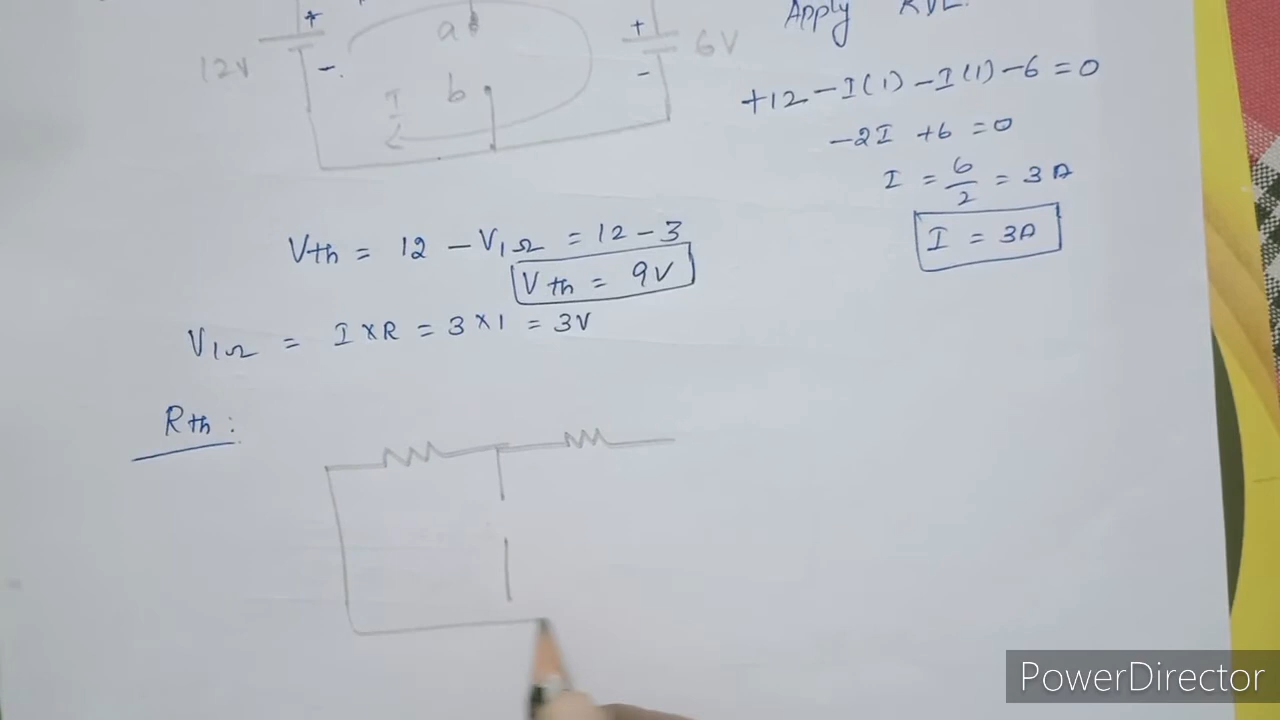 Apply KVL
12V
+
-
a
b
I
+
-
6V
+12 - I(1) - I(1) - 6 = 0
-2I + 6 = 0
I = 6/2 = 3A
I = 3A
Vth = 12 - V1Ω = 12 - 3
Vth = 9V
V1Ω = I × R = 3 × 1 = 3V
Rth :
PowerDirector